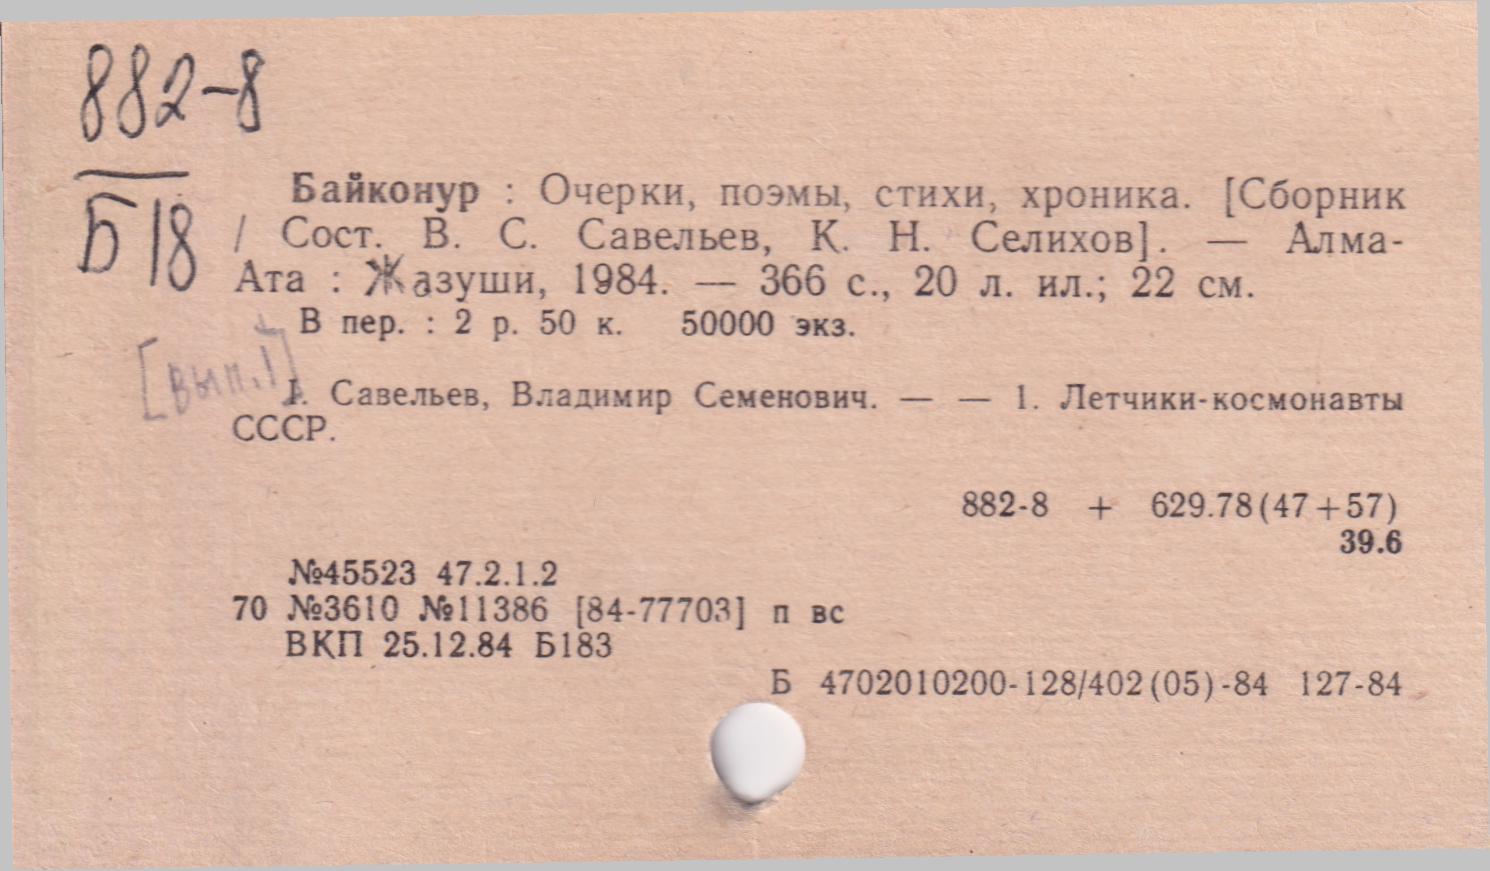 882-8
Б18
Байконур : Очерки, поэмы, стихи, хроника. [Сборник
/ Сост. В. С. Савельев, К. Н. Селихов]. — Алма-
Ата : Жазуши, 1984. — 366 с., 20 л. ил.; 22 см.
В пер. : 2 р. 50 к. 50000 экз.
[вып.1]
I. Савельев, Владимир Семенович. — — 1. Летчики-космонавты
СССР.
882-8 + 629.78(47+57)
39.6
№45523 47.2.1.2
70 №3610 №11386 [84-77703] п вс
ВКП 25.12.84 Б183
Б 4702010200-128/402(05)-84 127-84